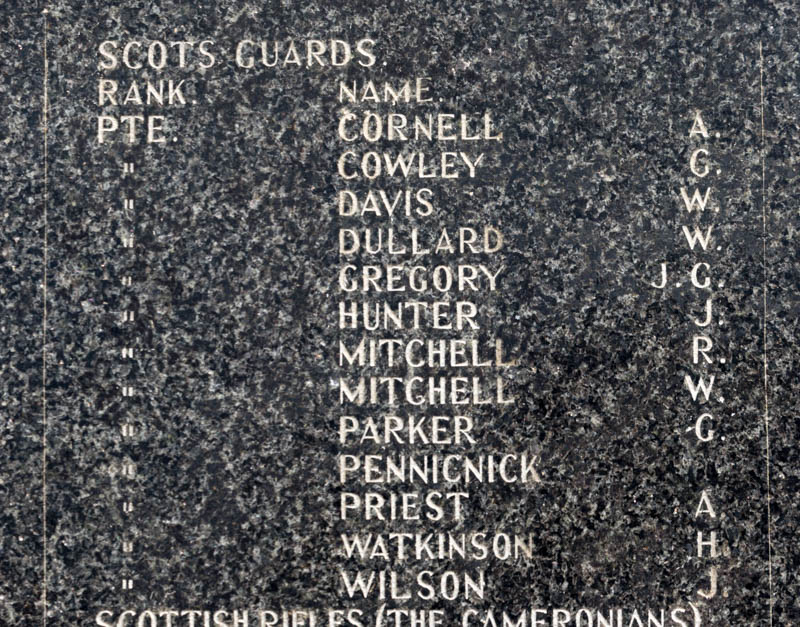 SCOTS GUARDS.
RANK. NAME.
PTE. CORNELL A.
" COWLEY G.
" DAVIS W.
" DULLARD W.
" GREGORY J.G.
" HUNTER J.
" MITCHELL R.
" MITCHELL W.
" PARKER G.
" PENNICNICK
" PRIEST A
" WATKINSON H.
" WILSON J.
SCOTTISH RIFLES (THE CAMERONIANS)